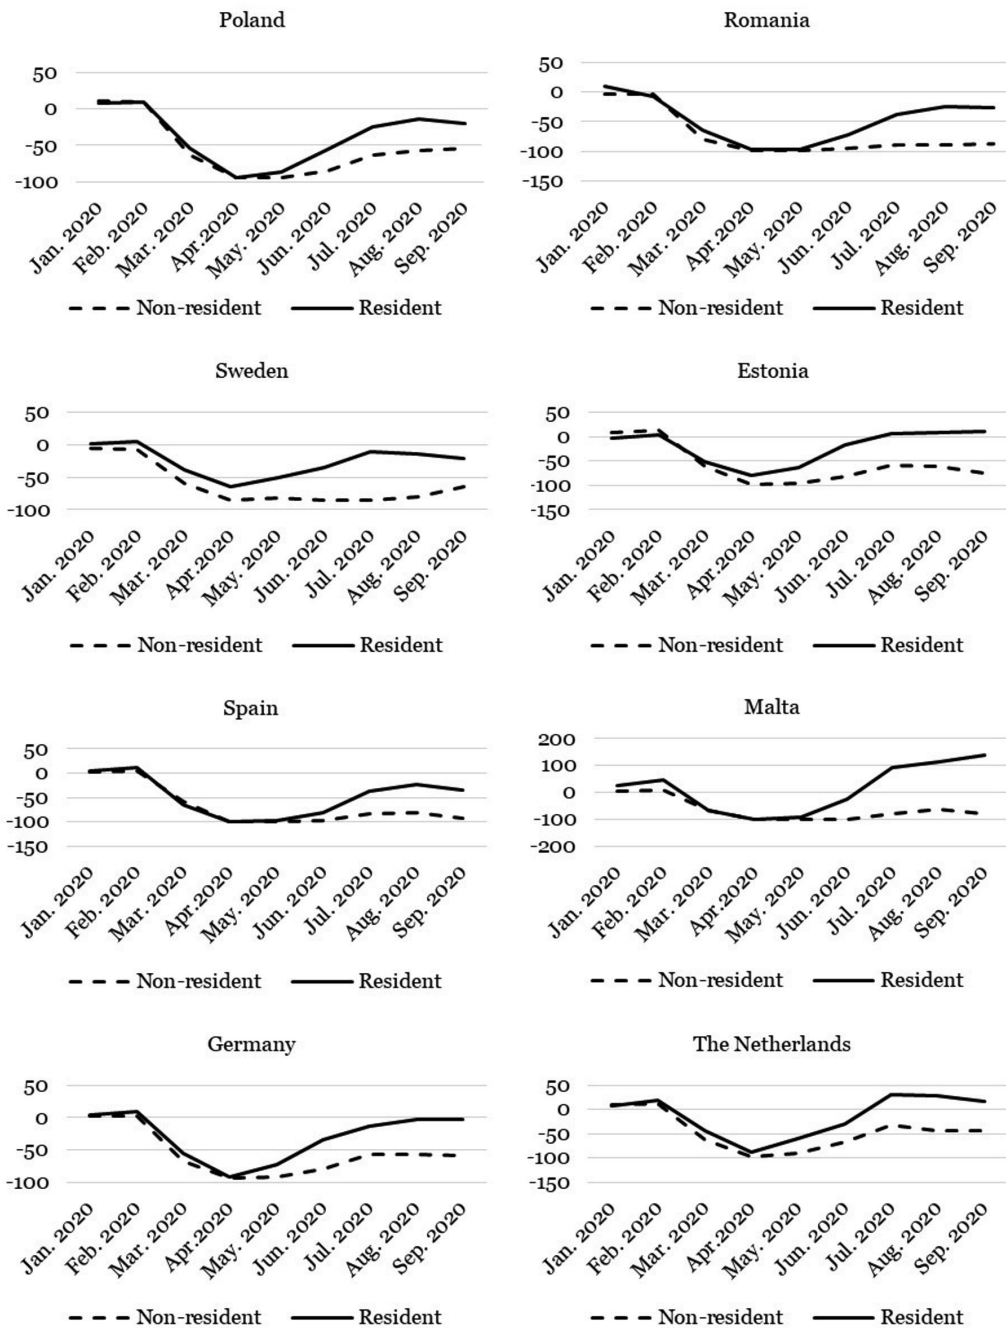 Poland
50
0
-50
-100
Jan. 2020
Feb. 2020
Mar. 2020
Apr.2020
May. 2020
Jun. 2020
Jul. 2020
Aug. 2020
Sep. 2020
Non-resident Resident
Romania
50
0
-50
-100
-150
Jan. 2020
Feb. 2020
Mar. 2020
Apr.2020
May. 2020
Jun. 2020
Jul. 2020
Aug. 2020
Sep. 2020
Non-resident Resident
Sweden
50
0
-50
-100
Jan. 2020
Feb. 2020
Mar. 2020
Apr.2020
May. 2020
Jun. 2020
Jul. 2020
Aug. 2020
Sep. 2020
Non-resident Resident
Estonia
50
0
-50
-100
-150
Jan. 2020
Feb. 2020
Mar. 2020
Apr.2020
May. 2020
Jun. 2020
Jul. 2020
Aug. 2020
Sep. 2020
Non-resident Resident
Spain
50
0
-50
-100
-150
Jan. 2020
Feb. 2020
Mar. 2020
Apr.2020
May. 2020
Jun. 2020
Jul. 2020
Aug. 2020
Sep. 2020
Non-resident Resident
Malta
200
100
0
-100
-200
Jan. 2020
Feb. 2020
Mar. 2020
Apr.2020
May. 2020
Jun. 2020
Jul. 2020
Aug. 2020
Sep. 2020
Non-resident Resident
Germany
50
0
-50
-100
Jan. 2020
Feb. 2020
Mar. 2020
Apr.2020
May. 2020
Jun. 2020
Jul. 2020
Aug. 2020
Sep. 2020
Non-resident Resident
The Netherlands
50
0
-50
-100
-150
Jan. 2020
Feb. 2020
Mar. 2020
Apr.2020
May. 2020
Jun. 2020
Jul. 2020
Aug. 2020
Sep. 2020
Non-resident Resident